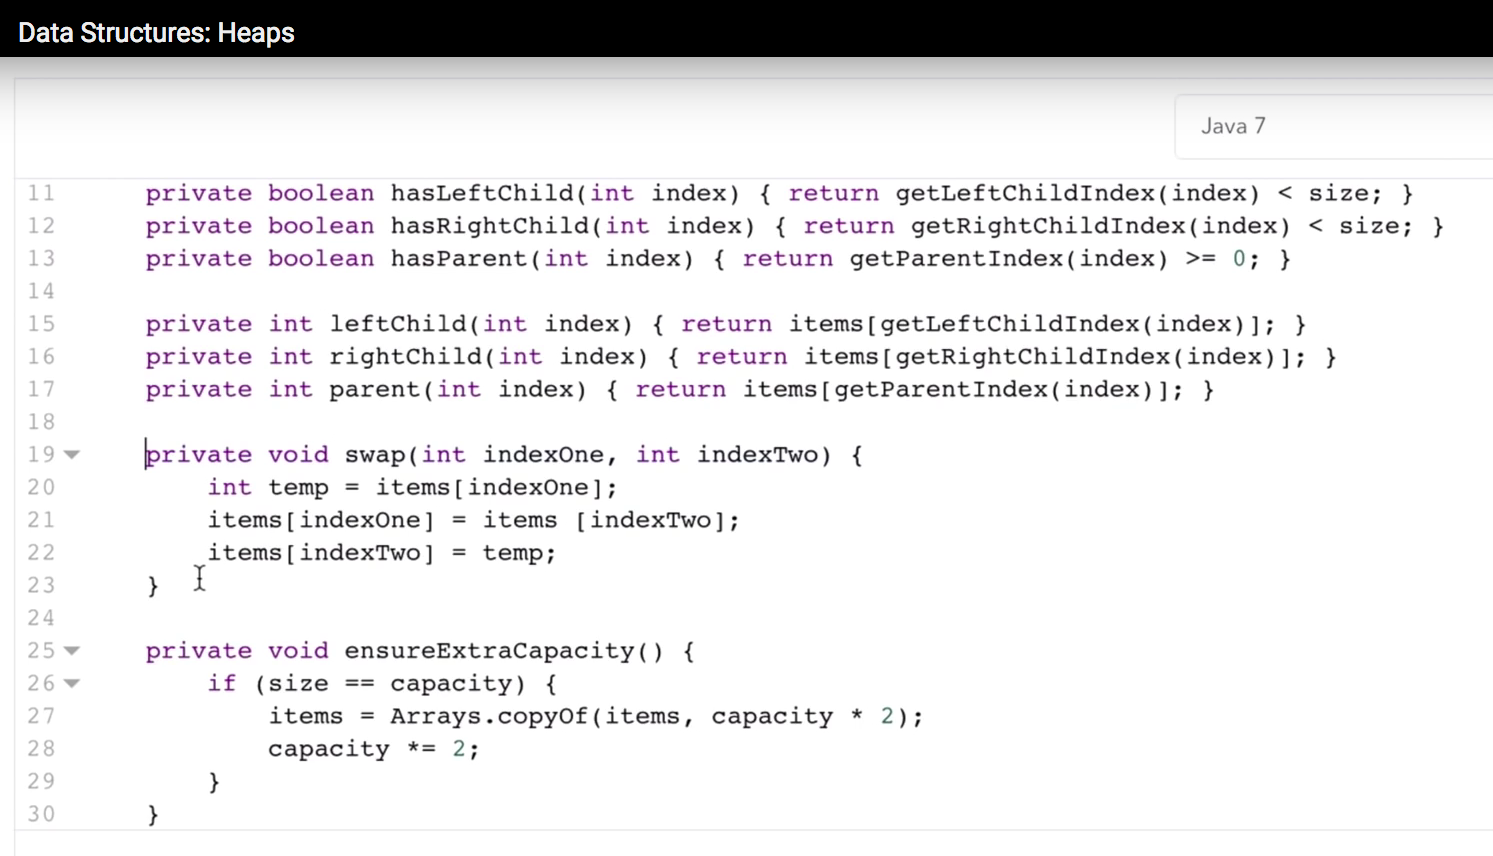 Data Structures: Heaps
Java 7
11 private boolean hasLeftChild(int index) { return getLeftChildIndex(index) < size; }
12 private boolean hasRightChild(int index) { return getRightChildIndex(index) < size; }
13 private boolean hasParent(int index) { return getParentIndex(index) >= 0; }
14
15 private int leftChild(int index) { return items[getLeftChildIndex(index)]; }
16 private int rightChild(int index) { return items[getRightChildIndex(index)]; }
17 private int parent(int index) { return items[getParentIndex(index)]; }
18
19 private void swap(int indexOne, int indexTwo) {
20 int temp = items[indexOne];
21 items[indexOne] = items [indexTwo];
22 items[indexTwo] = temp;
23 }
24
25 private void ensureExtraCapacity() {
26 if (size == capacity) {
27 items = Arrays.copyOf(items, capacity * 2);
28 capacity *= 2;
29 }
30 }